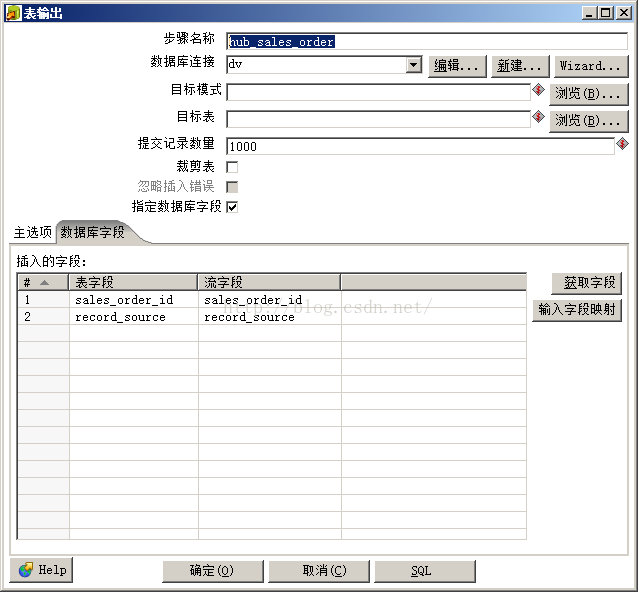 表输出
步骤名称 hub_sales_order
数据库连接 dv 编辑... 新建... Wizard...
目标模式 浏览(B)...
目标表 浏览(B)...
提交记录数量 1000
裁剪表
忽略插入错误
指定数据库字段
主选项 数据库字段
插入的字段:
# 表字段 流字段 获取字段
1 sales_order_id sales_order_id
2 record_source record_source 输入字段映射
http://blog.csdn.net/
Help 确定(O) 取消(C) SQL